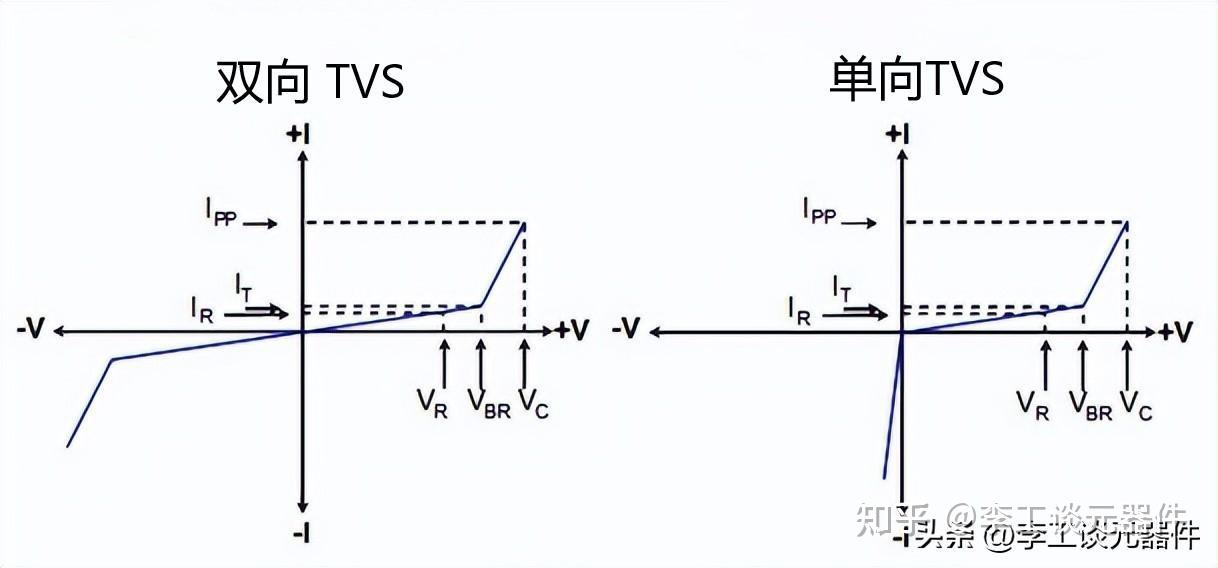 双向 TVS
单向TVS
+I
IPP
IT
IR
-V
+V
VR VBR VC
-I
+I
IPP
IT
IR
-V
+V
VR VBR VC
-I
知乎 @李工谈元器件
头条 @李工谈元器件